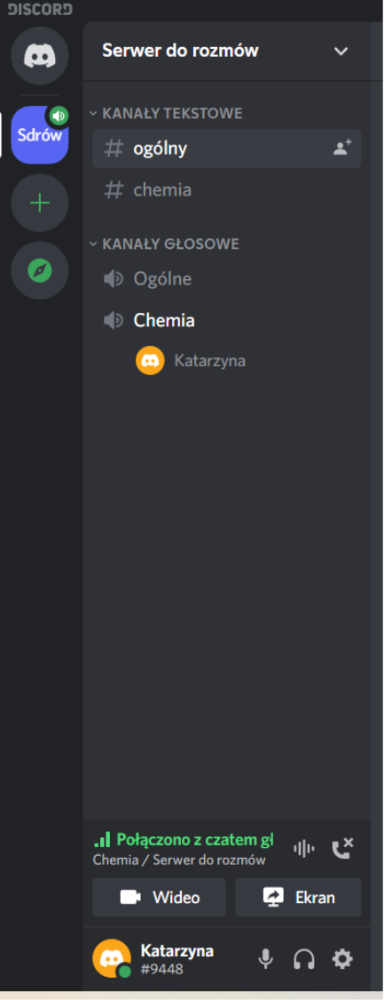 DISCORD
Serwer do rozmów
KANAŁY TEKSTOWE
Sdrów
ogólny
chemia
KANAŁY GŁOSOWE
Ogólne
Chemia
Katarzyna
Połączono z czatem gł
Chemia / Serwer do rozmów
Wideo
Ekran
Katarzyna
#9448